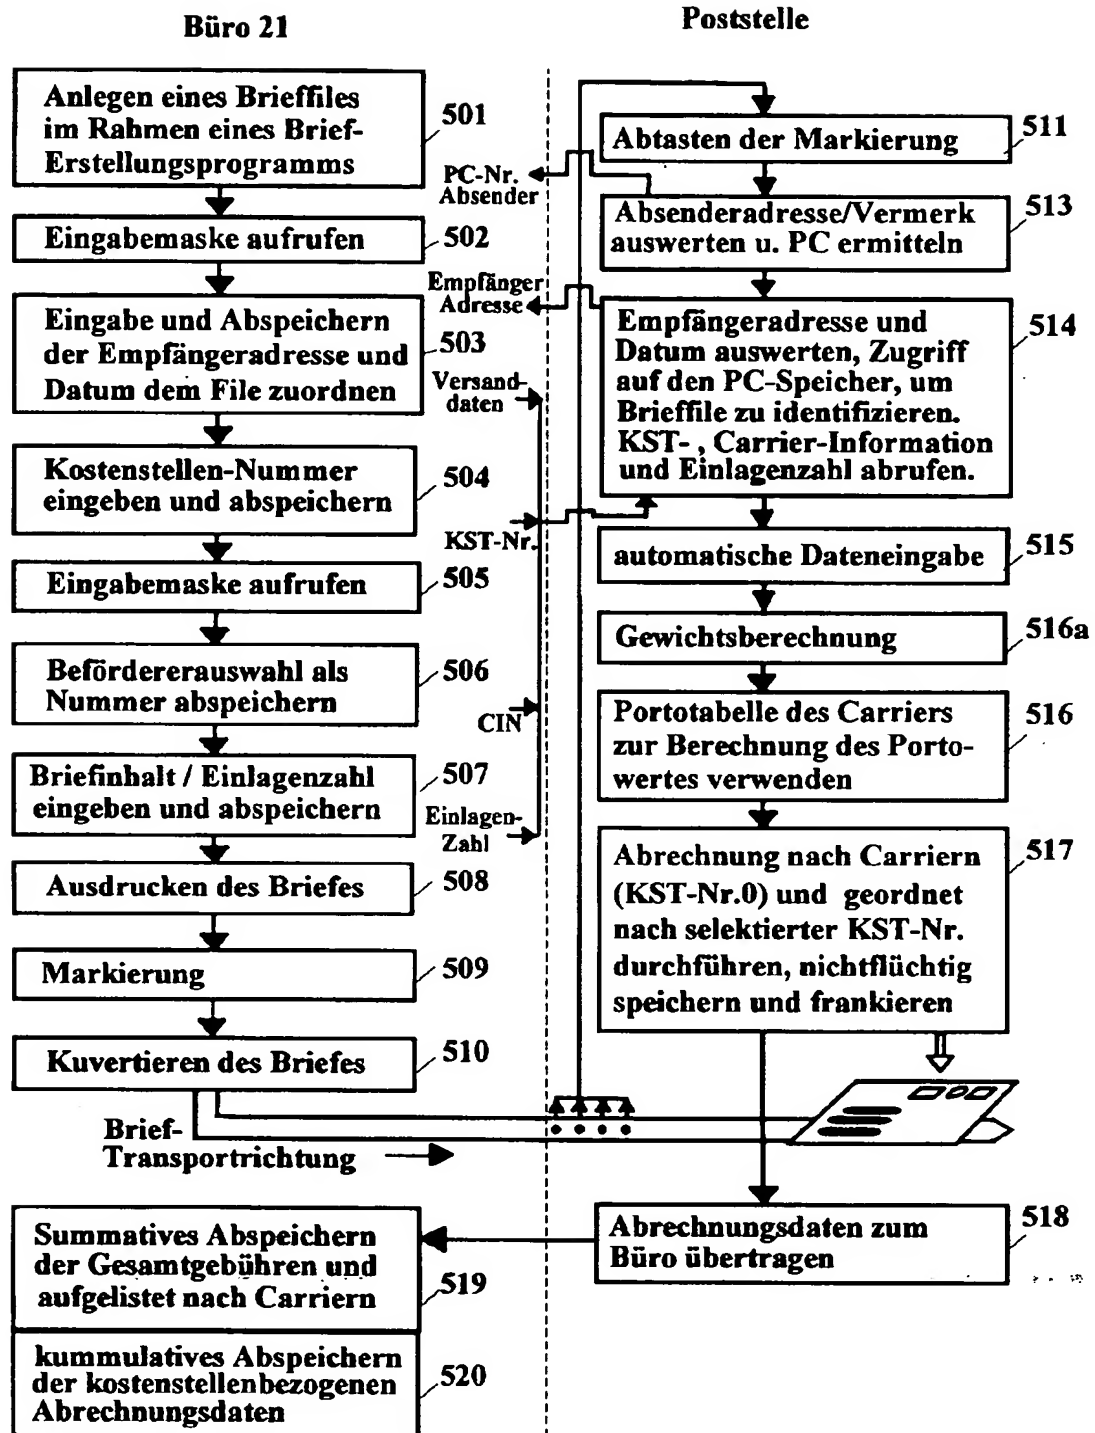 Büro 21
Anlegen eines Brieffiles
im Rahmen eines Brief-
Erstellungsprogramms
501
Eingabemaske aufrufen
502
Eingabe und Abspeichern
der Empfängeradresse und
Datum dem File zuordnen
503
Kostenstellen-Nummer
eingeben und abspeichern
504
Eingabemaske aufrufen
505
Befördererauswahl als
Nummer abspeichern
506
Briefinhalt / Einlagenzahl
eingeben und abspeichern
507
Ausdrucken des Briefes
508
Markierung
509
Kuvertieren des Briefes
510
Brief-
Transportrichtung
Summatives Abspeichern
der Gesamtgebühren und
aufgelistet nach Carriern
519
kummulatives Abspeichern
der kostenstellenbezogenen
Abrechnungsdaten
520
PC-Nr.
Absender
Empfänger
Adresse
Versand-
daten
KST-Nr.
CIN
Einlagen-
Zahl
Poststelle
Abtasten der Markierung
511
Absenderadresse/Vermerk
auswerten u. PC ermitteln
513
Empfängeradresse und
Datum auswerten, Zugriff
auf den PC-Speicher, um
Brieffile zu identifizieren.
KST- , Carrier-Information
und Einlagenzahl abrufen.
514
automatische Dateneingabe
515
Gewichtsberechnung
516a
Portotabelle des Carriers
zur Berechnung des Porto-
wertes verwenden
516
Abrechnung nach Carriern
(KST-Nr.0) und geordnet
nach selektierter KST-Nr.
durchführen, nichtflüchtig
speichern und frankieren
517
Abrechnungsdaten zum
Büro übertragen
518